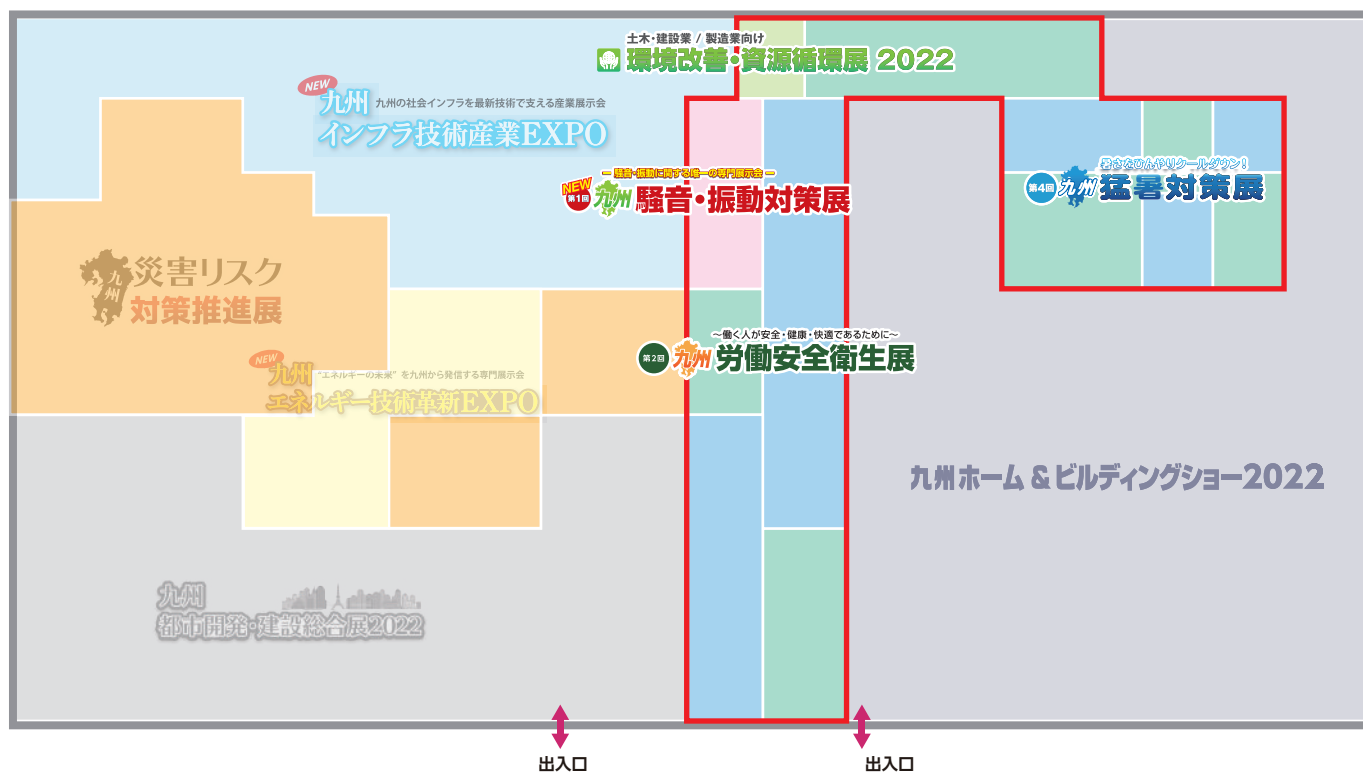 土木・建設業 / 製造業向け
環境改善・資源循環展 2022
NEW
九州 九州の社会インフラを最新技術で支える産業展示会
インフラ技術産業EXPO
― 騒音・振動に関する唯一の専門展示会 ―
NEW
第1回 九州 騒音・振動対策展
暑さをひんやりクールダウン！
第4回 九州 猛暑対策展
九州 災害リスク
対策推進展
～働く人が安全・健康・快適であるために～
第2回 九州 労働安全衛生展
NEW
九州 "エネルギーの未来" を九州から発信する専門展示会
エネルギー技術革新EXPO
九州ホーム＆ビルディングショー2022
九州
都市開発・建設総合展2022
出入口
出入口